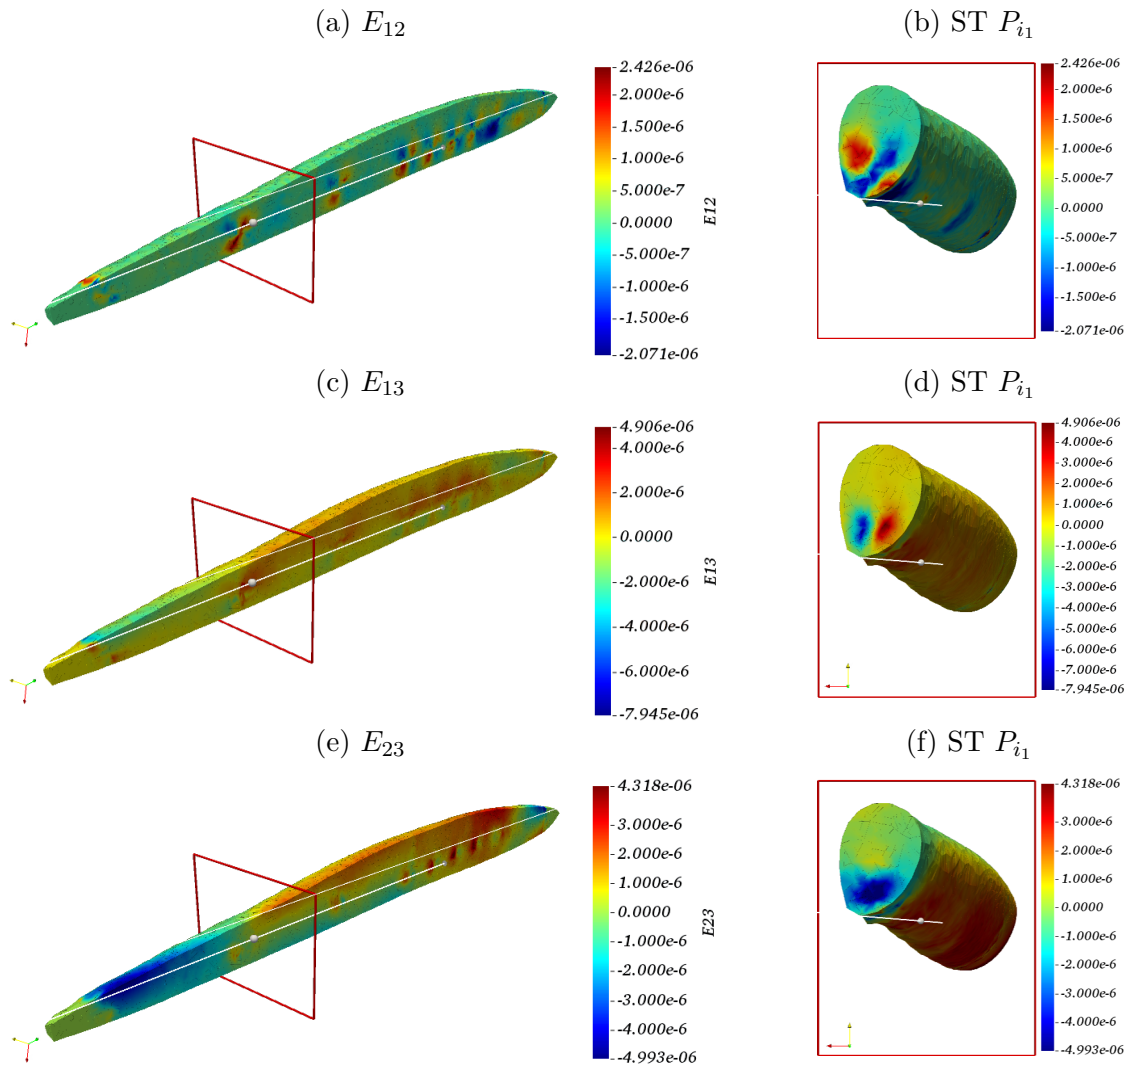 (a) E₁₂
2.426e-06
2.000e-6
1.500e-6
1.000e-6
5.000e-7
0.0000
-5.000e-7
-1.000e-6
-1.500e-6
-2.071e-06
E12
(b) ST P_{i₁}
2.426e-06
2.000e-6
1.500e-6
1.000e-6
5.000e-7
0.0000
-5.000e-7
-1.000e-6
-1.500e-6
-2.071e-06
(c) E₁₃
4.906e-06
4.000e-6
2.000e-6
0.0000
-2.000e-6
-4.000e-6
-6.000e-6
-7.945e-06
E13
(d) ST P_{i₁}
4.906e-06
4.000e-6
3.000e-6
2.000e-6
1.000e-6
0.0000
-1.000e-6
-2.000e-6
-3.000e-6
-4.000e-6
-5.000e-6
-6.000e-6
-7.000e-6
-7.945e-06
(e) E₂₃
4.318e-06
3.000e-6
2.000e-6
1.000e-6
0.0000
-1.000e-6
-2.000e-6
-3.000e-6
-4.000e-6
-4.993e-06
E23
(f) ST P_{i₁}
4.318e-06
3.000e-6
2.000e-6
1.000e-6
0.0000
-1.000e-6
-2.000e-6
-3.000e-6
-4.000e-6
-4.993e-06